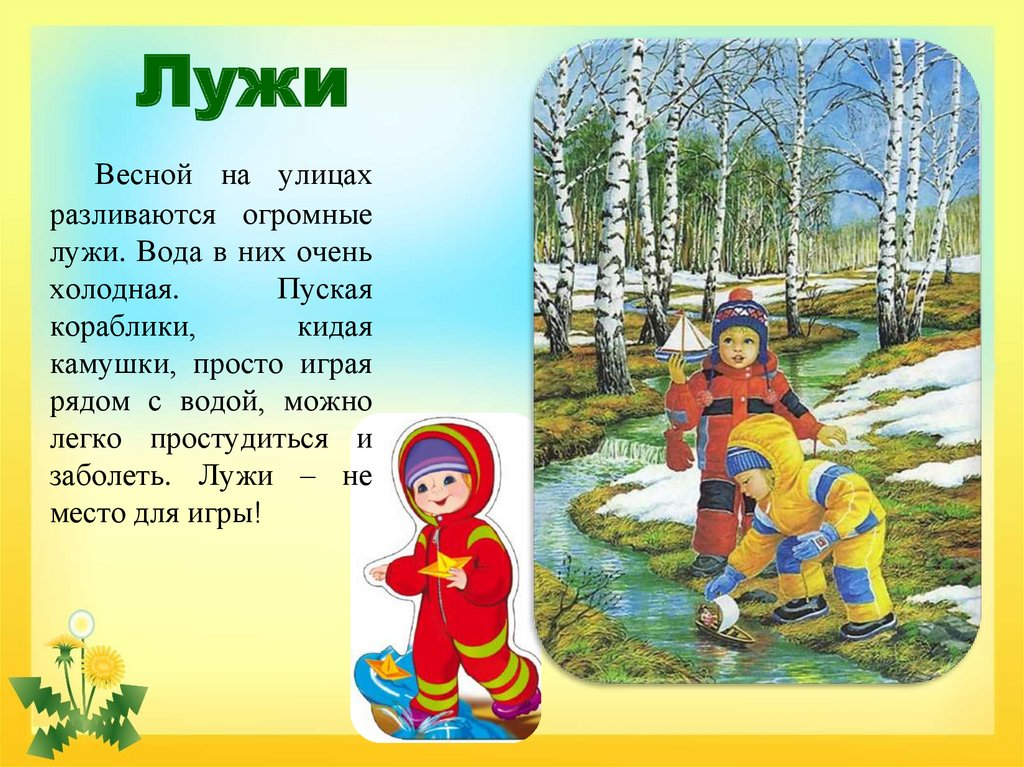 Лужи
Весной на улицах
разливаются огромные
лужи. Вода в них очень
холодная. Пуская
кораблики, кидая
камушки, просто играя
рядом с водой, можно
легко простудиться и
заболеть. Лужи – не
место для игры!